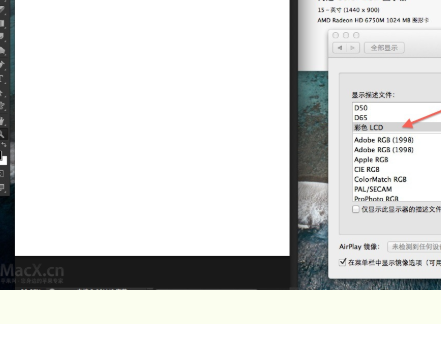 15-英寸 (1440 x 900)
AMD Radeon HD 6750M 1024 MB 图形卡
全部显示
显示描述文件:
D50
D65
彩色 LCD
Adobe RGB (1998)
Adobe RGB (1998)
Apple RGB
CIE RGB
ColorMatch RGB
PAL/SECAM
ProPhoto RGB
仅显示此显示器的描述文件
AirPlay 镜像: 未检测到任何设
在菜单栏中显示镜像选项（可用
MacX.cn